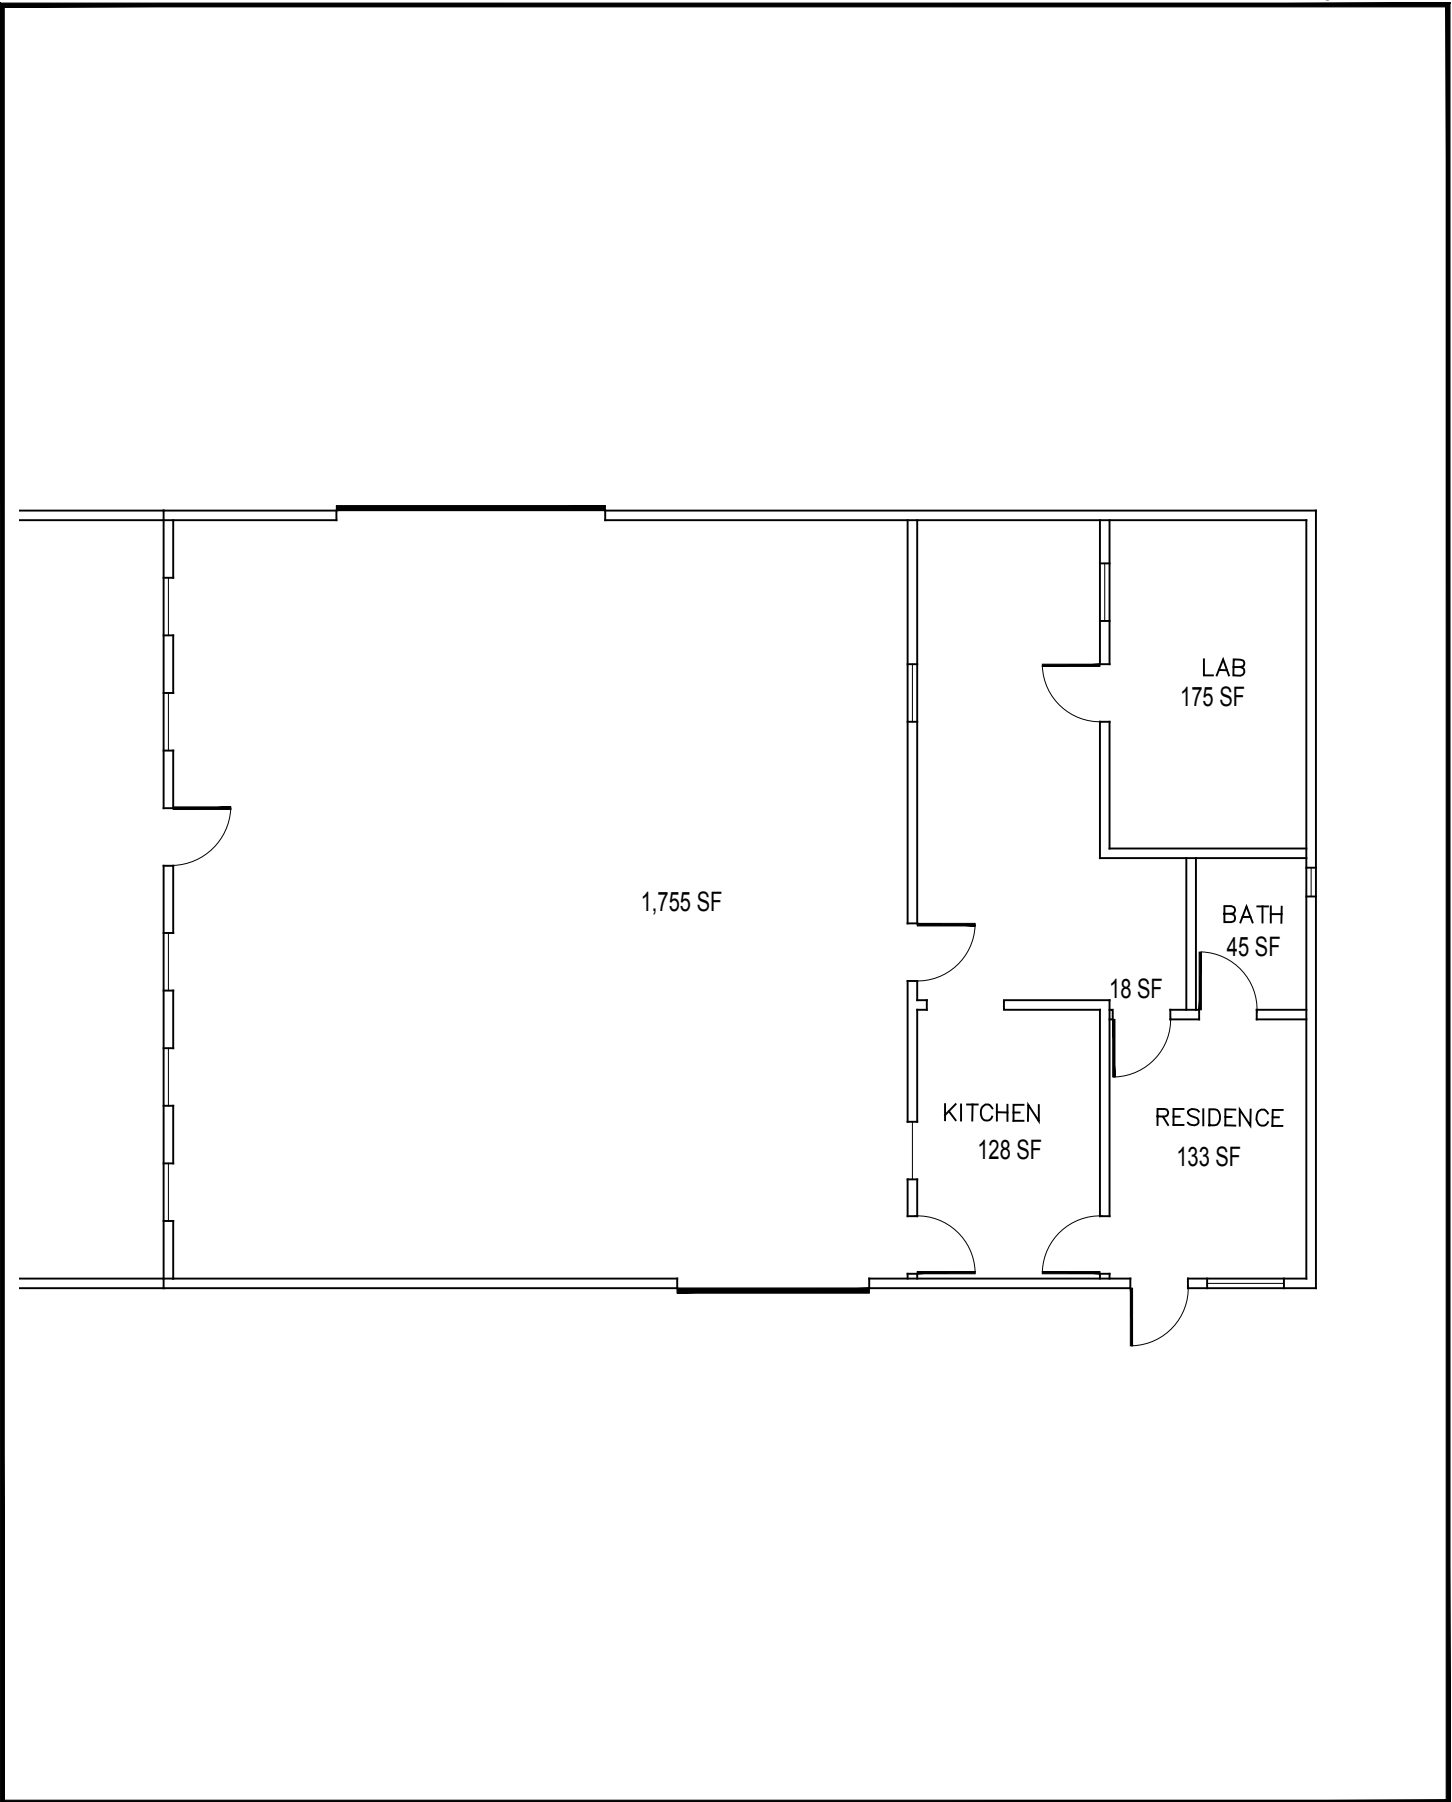 LAB
175 SF
1,755 SF
BATH
45 SF
18 SF
KITCHEN
128 SF
RESIDENCE
133 SF